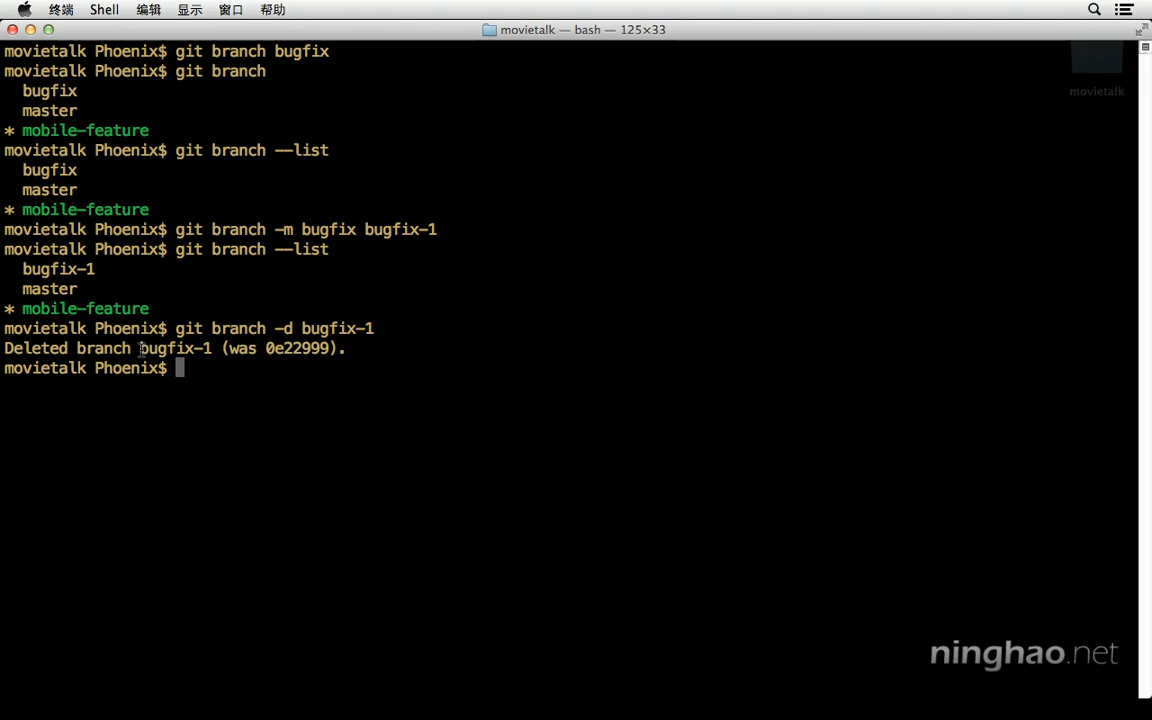 终端 Shell 编辑 显示 窗口 帮助
movietalk — bash — 125×33
movietalk Phoenix$ git branch bugfix
movietalk Phoenix$ git branch
bugfix
master
* mobile-feature
movietalk Phoenix$ git branch --list
bugfix
master
* mobile-feature
movietalk Phoenix$ git branch -m bugfix bugfix-1
movietalk Phoenix$ git branch --list
bugfix-1
master
* mobile-feature
movietalk Phoenix$ git branch -d bugfix-1
Deleted branch bugfix-1 (was 0e22999).
movietalk Phoenix$
movietalk
ninghao.net